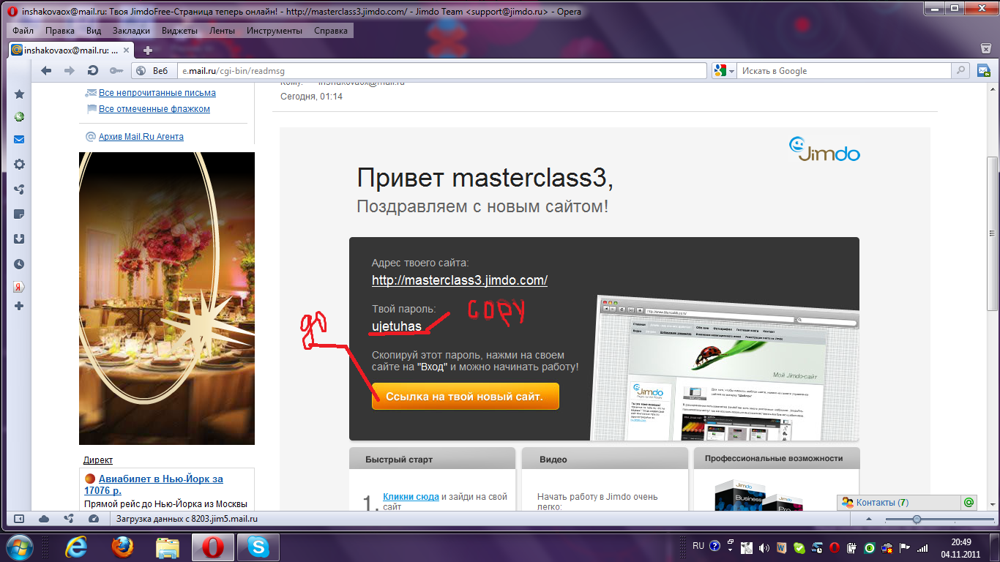 inshakovaox@mail.ru: Твоя JimdoFree-Страница теперь онлайн! - http://masterclass3.jimdo.com/ - Jimdo Team <support@jimdo.ru> - Opera
Файл Правка Вид Закладки Виджеты Ленты Инструменты Справка
inshakovaox@mail.ru: ...
Веб e.mail.ru/cgi-bin/readmsg Искать в Google
Все непрочитанные письма
Все отмеченные флажком
Архив Mail.Ru Агента
Кому: inshakovaox@mail.ru
Сегодня, 01:14
Jimdo
Привет masterclass3,
Поздравляем с новым сайтом!
Адрес твоего сайта:
http://masterclass3.jimdo.com/
Твой пароль:
copy
ujetuhas
go
Скопируй этот пароль, нажми на своем
сайте на "Вход" и можно начинать работу!
Ссылка на твой новый сайт.
Мой Jimdo-сайт
Jimdo
Быстрый старт
1. Кликни сюда и зайди на свой
сайт
Видео
Начать работу в Jimdo очень
легко:
Профессиональные возможности
Jimdo
Business
Jimdo
Pro
Директ
Авиабилет в Нью-Йорк за
17076 р.
Прямой рейс до Нью-Йорка из Москвы
Контакты (7)
Загрузка данных с 8203.jim5.mail.ru
RU
20:49
04.11.2011